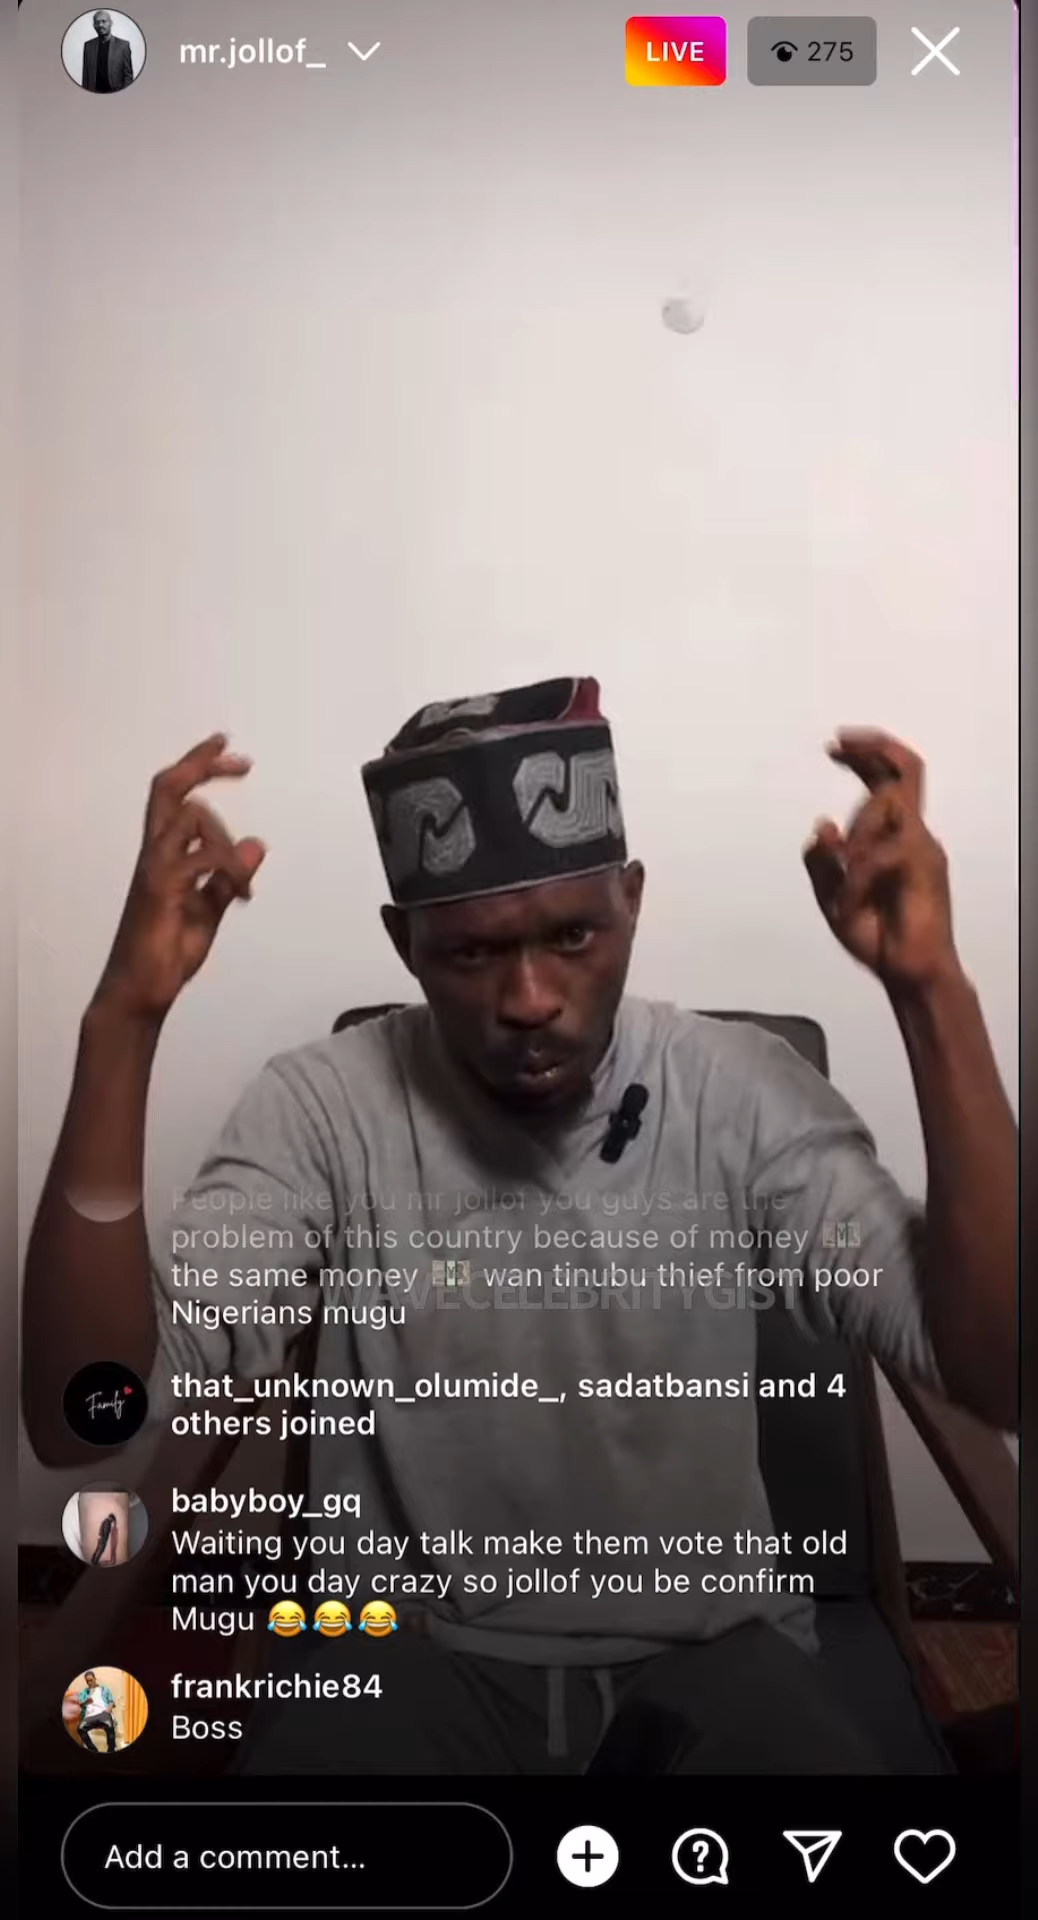 mr.jollof_
LIVE
275
People like you mr jollof you guys are the
problem of this country because of money 💵
the same money 💵 wan tinubu thief from poor
WAVECELEBRITYGIST
Nigerians mugu
that_unknown_olumide_, sadatbansi and 4
others joined
Family
babyboy_gq
Waiting you day talk make them vote that old
man you day crazy so jollof you be confirm
Mugu 😂😂😂
frankrichie84
Boss
Add a comment...